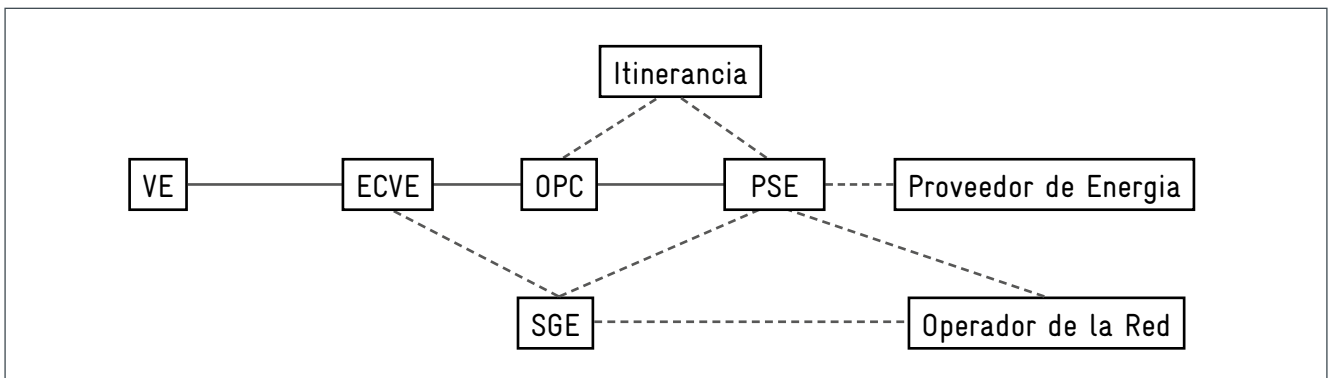 Itinerancia
VE
ECVE
OPC
PSE
Proveedor de Energia
SGE
Operador de la Red